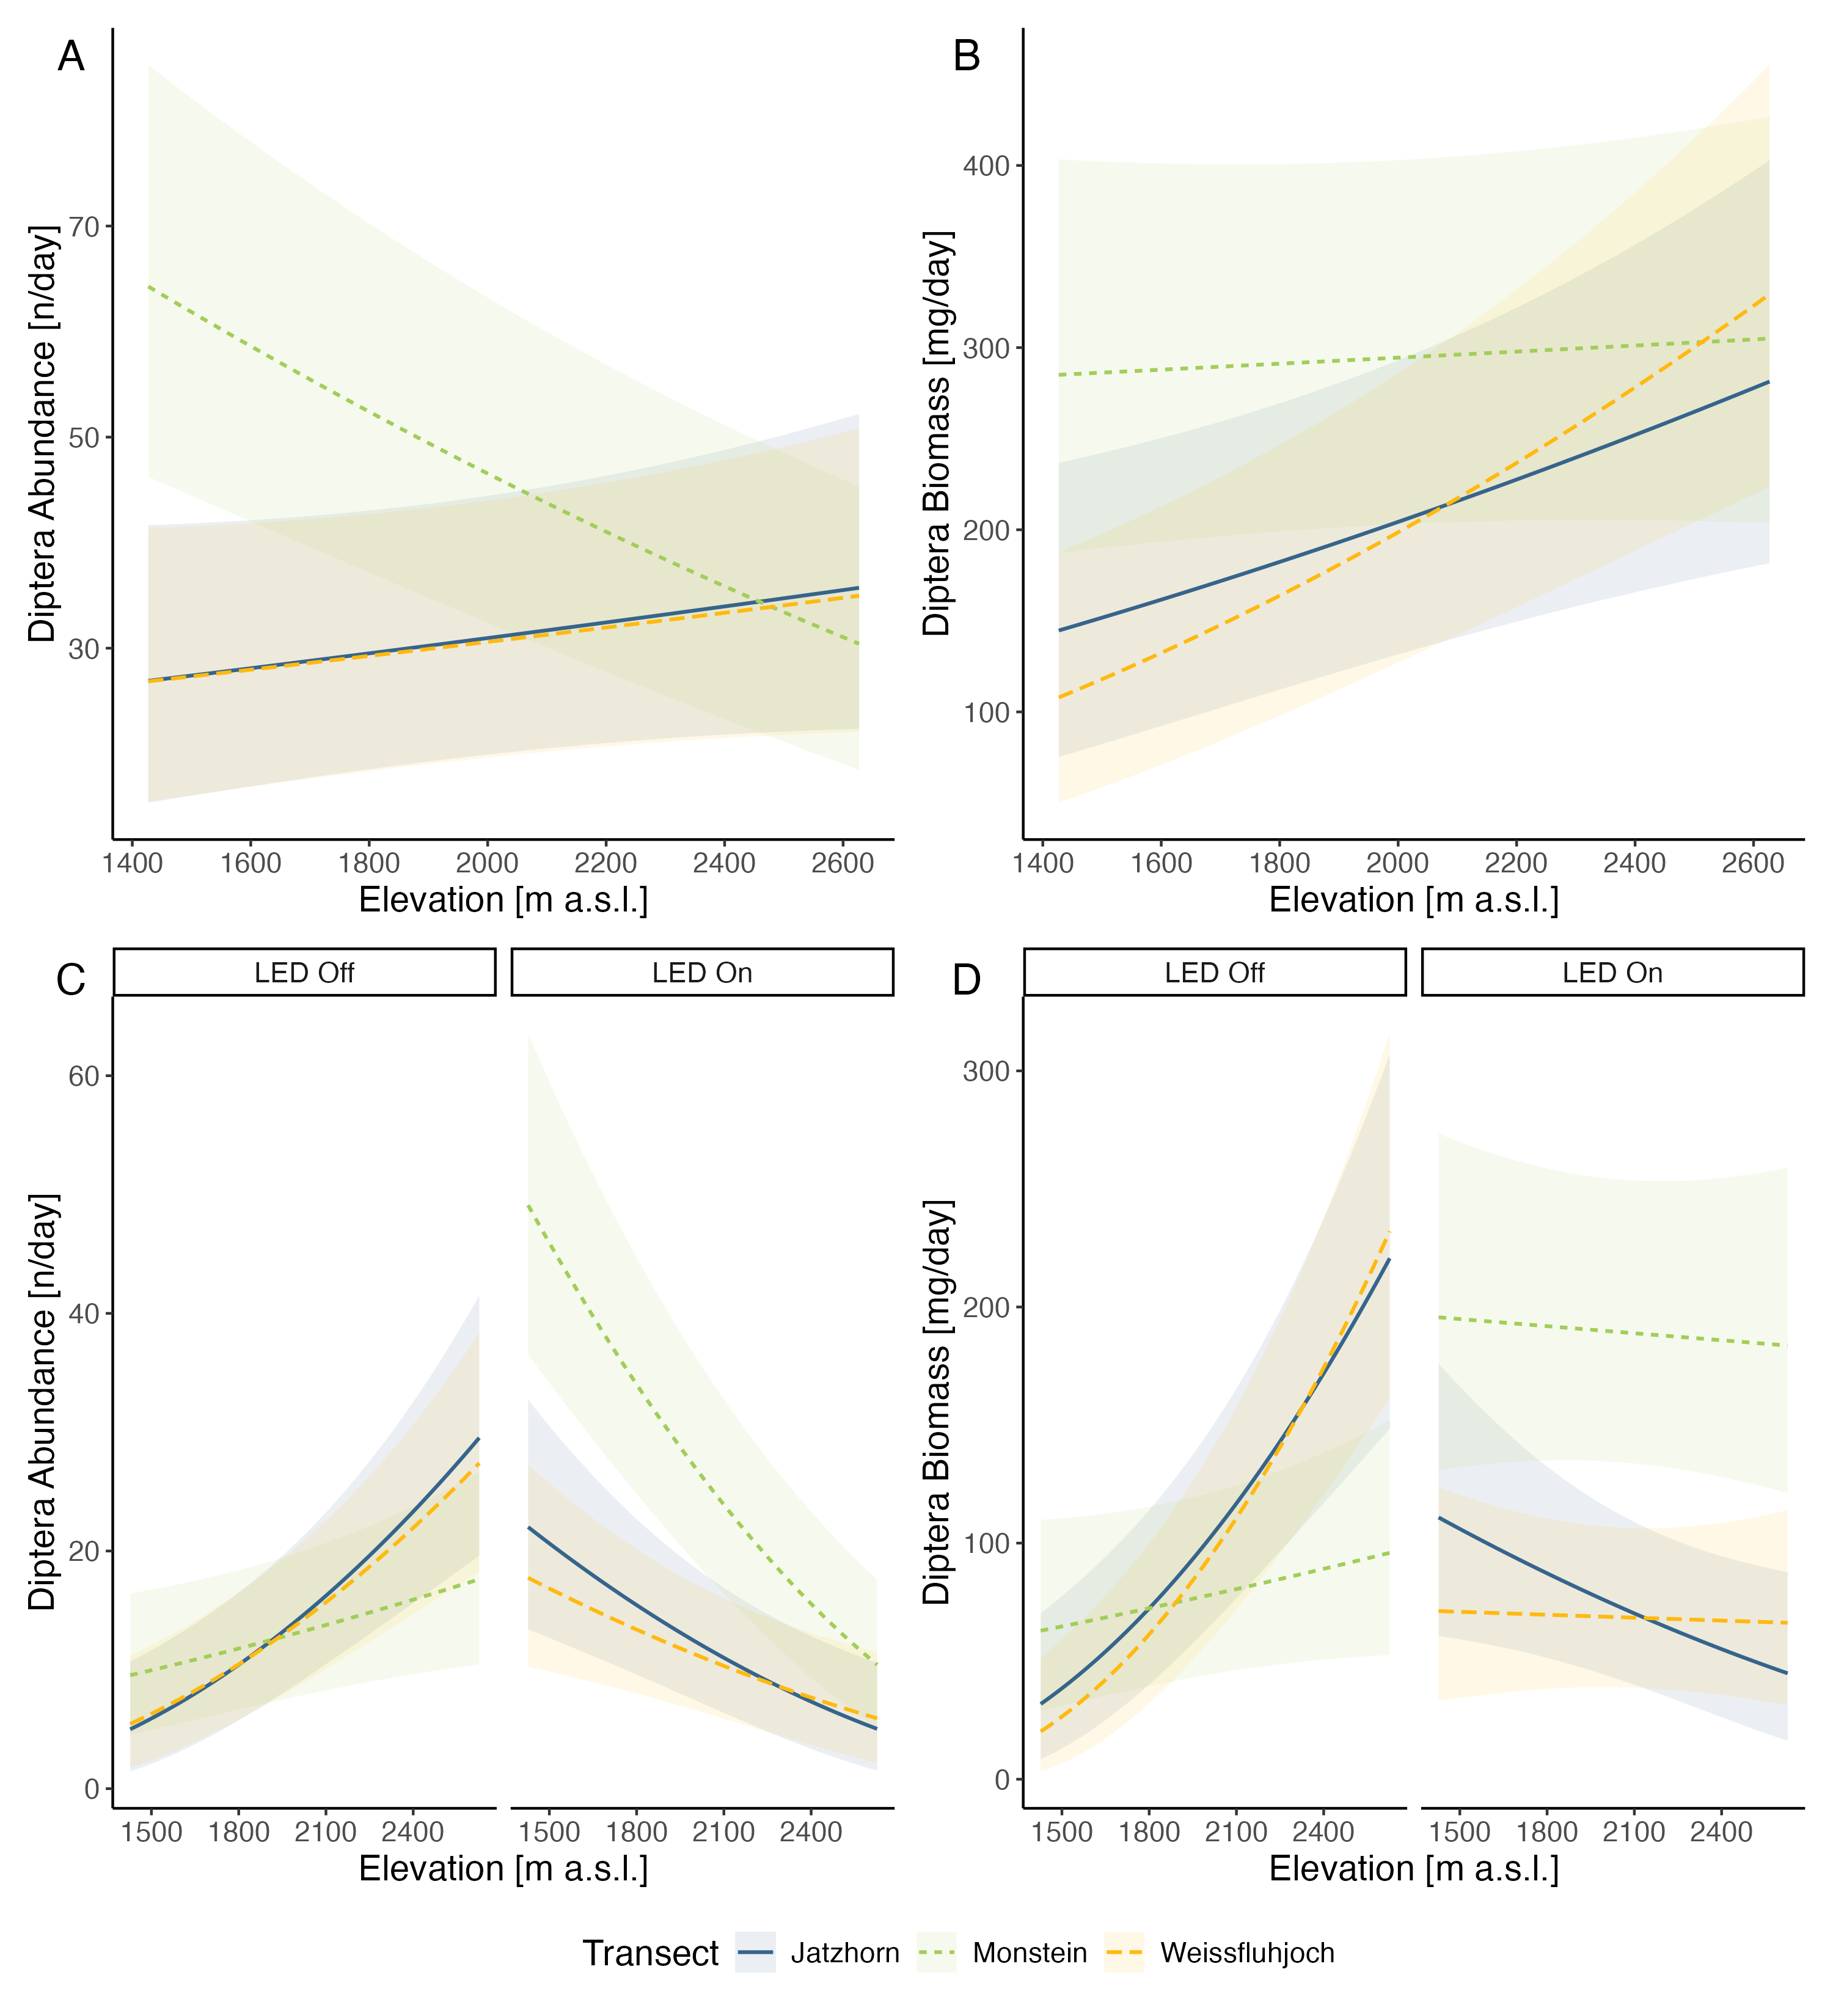 A
Diptera Abundance [n/day]
70
50
30
1400 1600 1800 2000 2200 2400 2600
Elevation [m a.s.l.]
B
Diptera Biomass [mg/day]
400
300
200
100
1400 1600 1800 2000 2200 2400 2600
Elevation [m a.s.l.]
C
LED Off LED On
Diptera Abundance [n/day]
60
40
20
0
1500 1800 2100 2400 1500 1800 2100 2400
Elevation [m a.s.l.]
D
LED Off LED On
Diptera Biomass [mg/day]
300
200
100
0
1500 1800 2100 2400 1500 1800 2100 2400
Elevation [m a.s.l.]
Transect Jatzhorn Monstein Weissfluhjoch